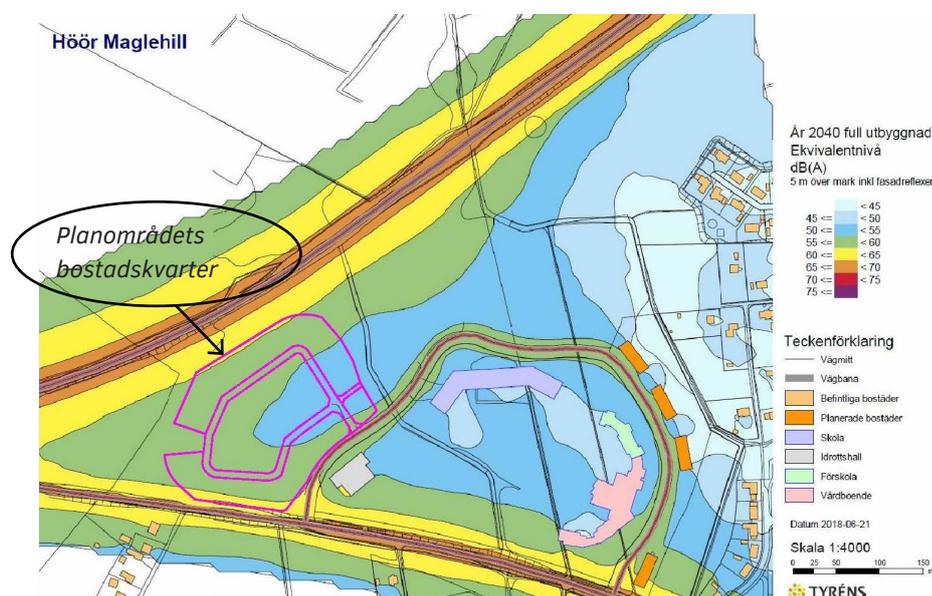 Höör Maglehill
Planområdets
bostadskvarter
År 2040 full utbyggnad
Ekvivalentnivå
dB(A)
5 m över mark inkl fasadreflexer
< 45
45 <= < 50
50 <= < 55
55 <= < 60
60 <= < 65
65 <= < 70
70 <= < 75
75 <=
Teckenförklaring
Vägmitt
Vägbana
Befintliga bostäder
Planerade bostäder
Skola
Idrottshall
Förskola
Vårdboende
Datum 2018-06-21
Skala 1:4000
0 25 50 100 150
TYRÉNS